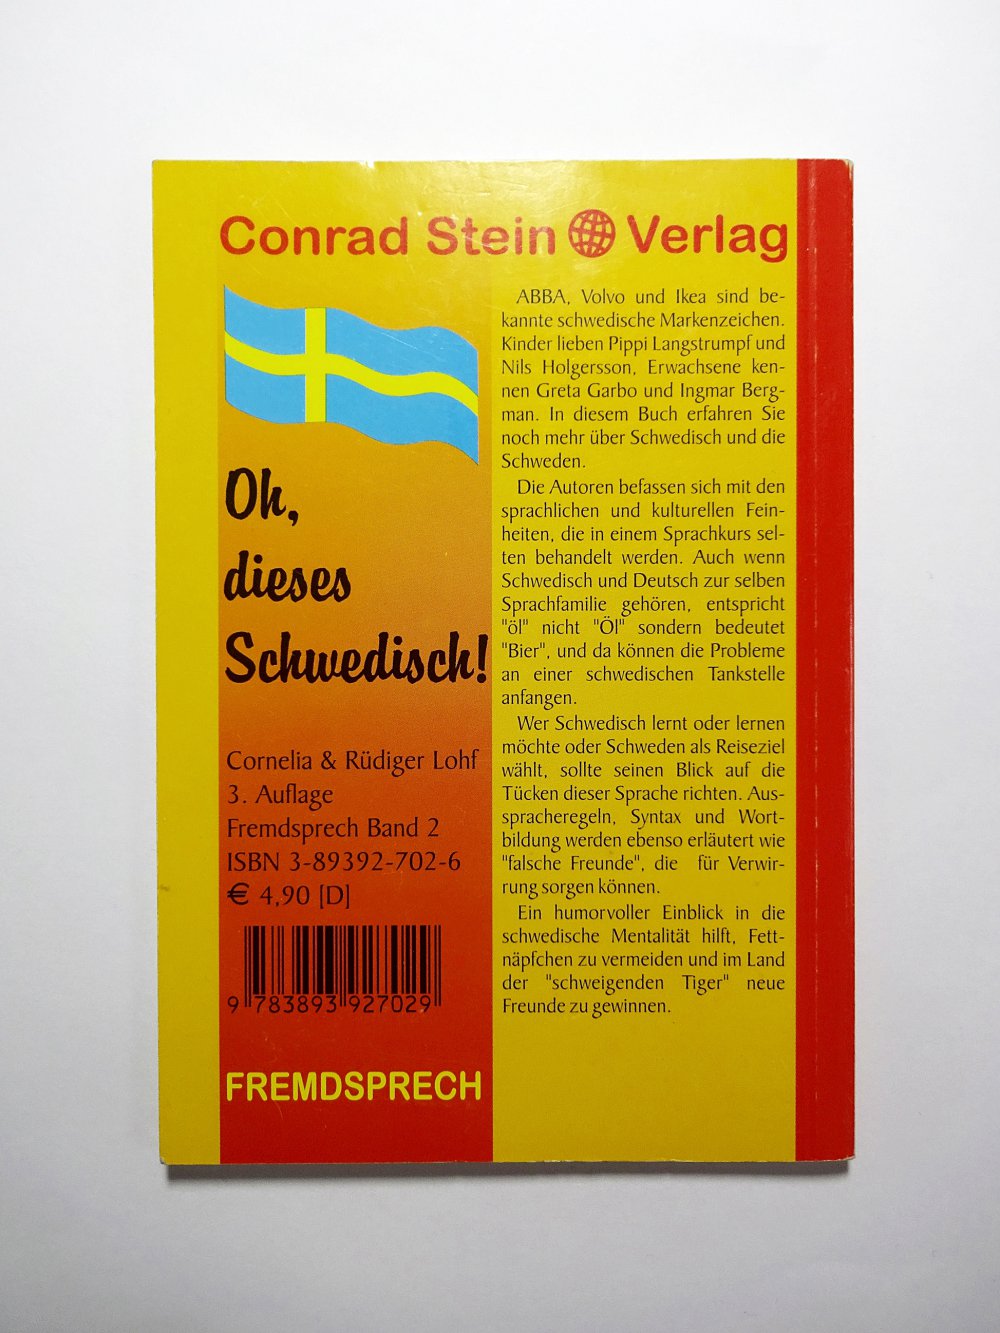 Conrad Stein Verlag
Oh,
dieses
Schwedisch!
Cornelia & Rüdiger Lohf
3. Auflage
Fremdsprech Band 2
ISBN 3-89392-702-6
€ 4,90 [D]
9 783893 927029
FREMDSPRECH
ABBA, Volvo und Ikea sind be-
kannte schwedische Markenzeichen.
Kinder lieben Pippi Langstrumpf und
Nils Holgersson, Erwachsene ken-
nen Greta Garbo und Ingmar Berg-
man. In diesem Buch erfahren Sie
noch mehr über Schwedisch und die
Schweden.
Die Autoren befassen sich mit den
sprachlichen und kulturellen Fein-
heiten, die in einem Sprachkurs sel-
ten behandelt werden. Auch wenn
Schwedisch und Deutsch zur selben
Sprachfamilie gehören, entspricht
"öl" nicht "Öl" sondern bedeutet
"Bier", und da können die Probleme
an einer schwedischen Tankstelle
anfangen.
Wer Schwedisch lernt oder lernen
möchte oder Schweden als Reiseziel
wählt, sollte seinen Blick auf die
Tücken dieser Sprache richten. Aus-
spracheregeln, Syntax und Wort-
bildung werden ebenso erläutert wie
"falsche Freunde", die für Verwir-
rung sorgen können.
Ein humorvoller Einblick in die
schwedische Mentalität hilft, Fett-
näpfchen zu vermeiden und im Land
der "schweigenden Tiger" neue
Freunde zu gewinnen.